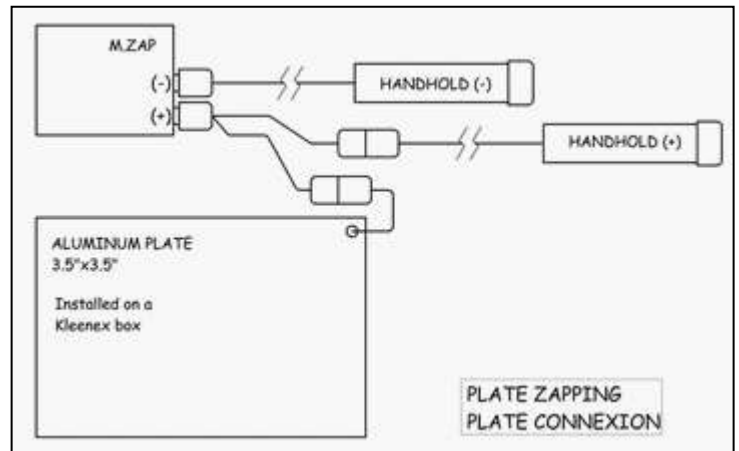 M.ZAP
(-)
HANDHOLD (-)
(+)
HANDHOLD (+)
ALUMINUM PLATE
3.5"x3.5"
Installed on a
Kleenex box
PLATE ZAPPING
PLATE CONNEXION